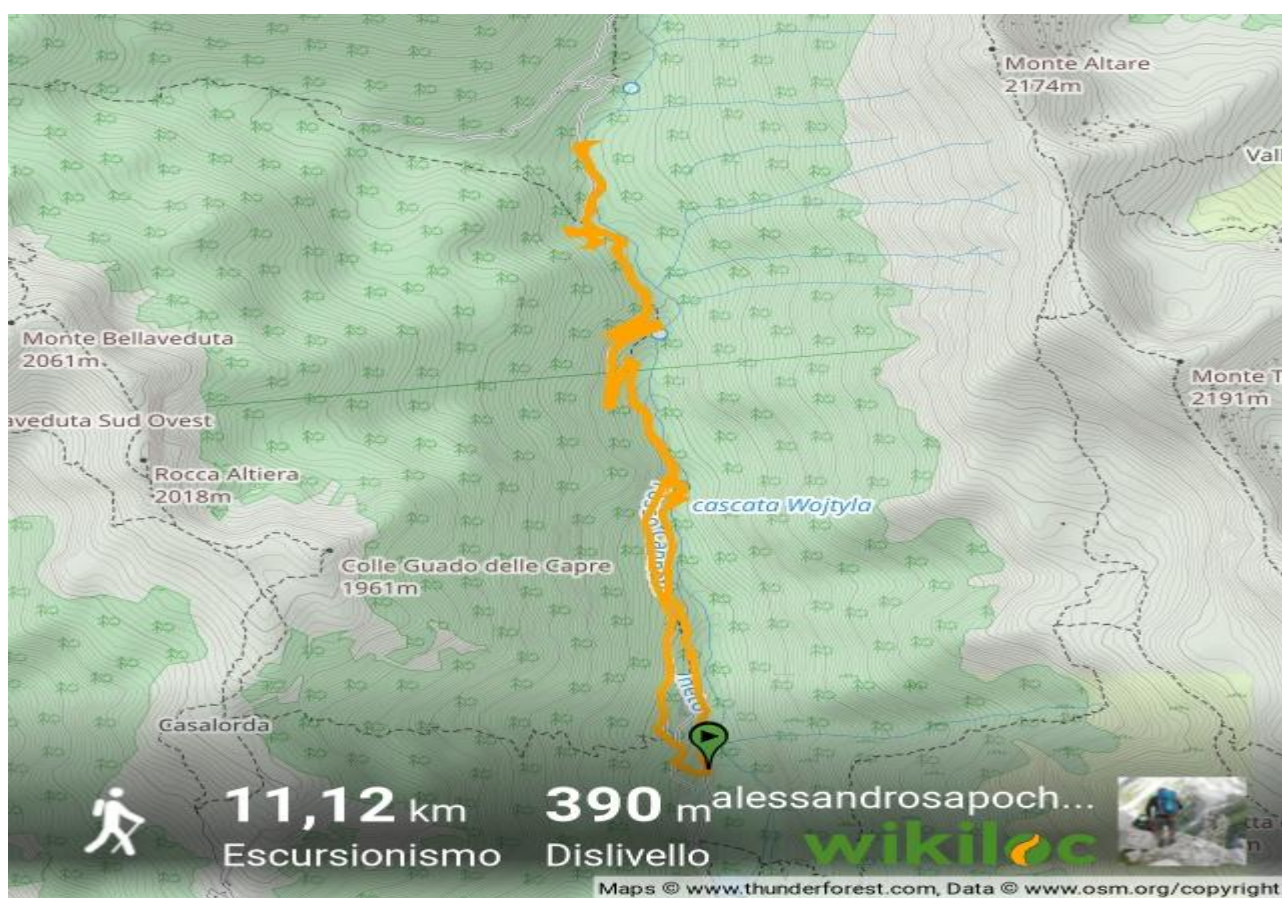 Monte Altare
2174m
Vall
Monte Bellaveduta
2061m
Monte T
2191m
aveduta Sud Ovest
Rocca Altiera
2018m
cascata Wojtyla
Colle Guado delle Capre
1961m
ineto
Casalorda
11,12 km
Escursionismo
390 m
Dislivello
alessandrosapoch...
wikiloc
Maps © www.thunderforest.com, Data © www.osm.org/copyright